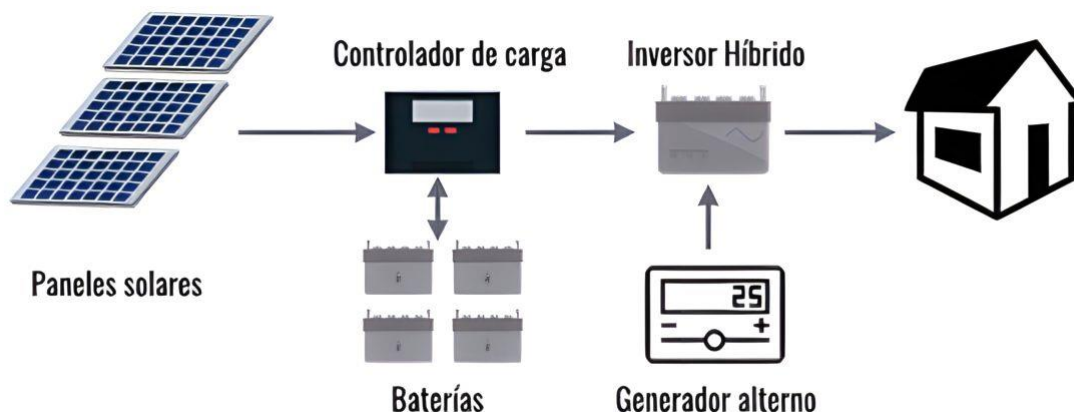 Controlador de carga
Inversor Híbrido
Paneles solares
25
- +
Baterías
Generador alterno